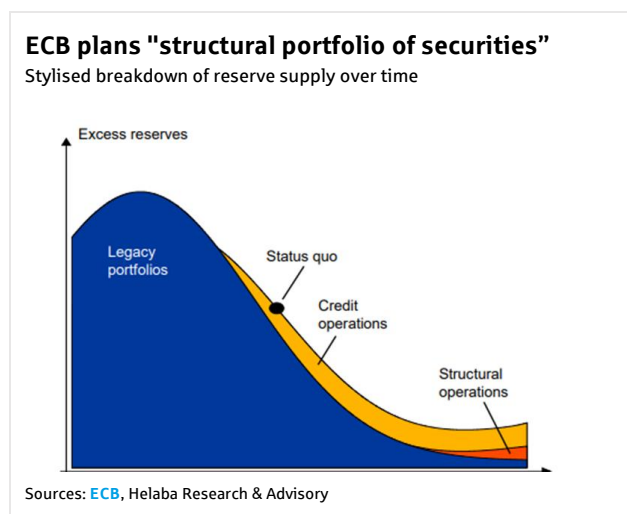 ECB plans "structural portfolio of securities”
Stylised breakdown of reserve supply over time
Excess reserves
Legacy
portfolios
Status quo
Credit
operations
Structural
operations
Sources: ECB, Helaba Research & Advisory